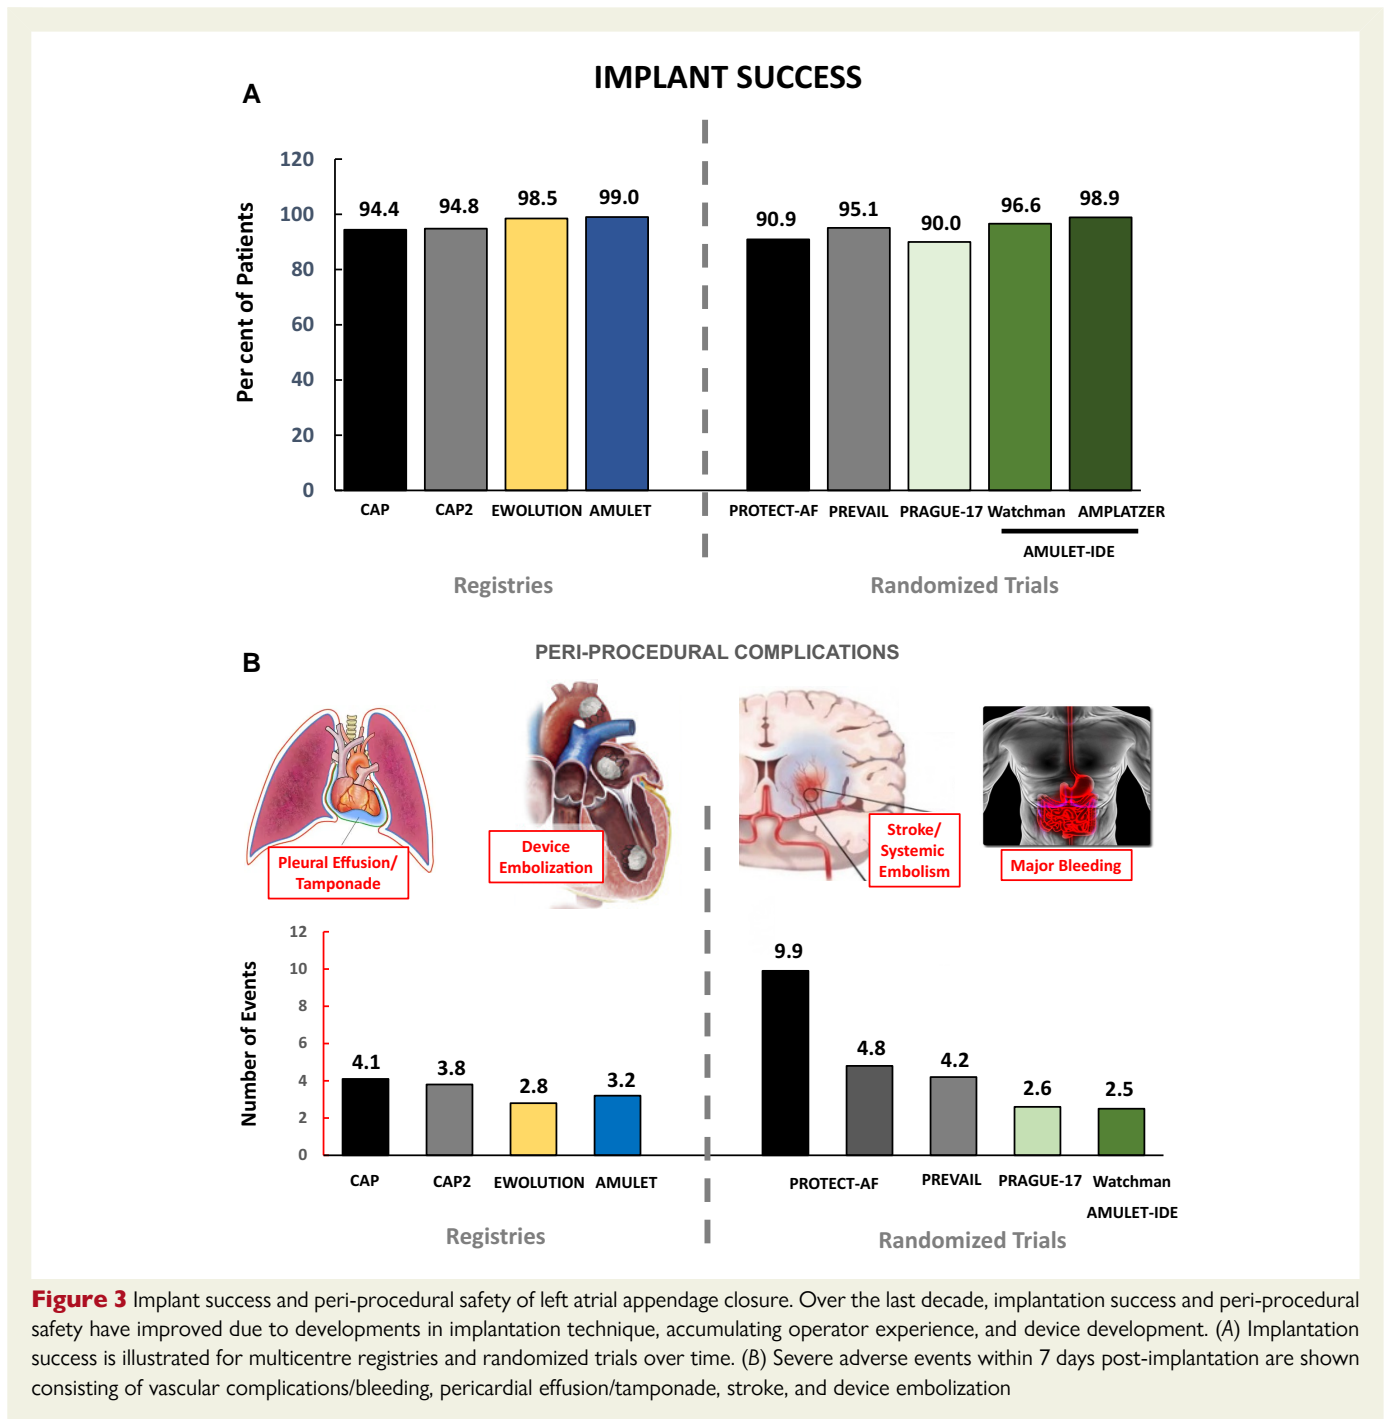 IMPLANT SUCCESS
A
Per cent of Patients
120
100
80
60
40
20
0
94.4
94.8
98.5
99.0
90.9
95.1
90.0
96.6
98.9
CAP
CAP2
EWOLUTION
AMULET
PROTECT-AF
PREVAIL
PRAGUE-17
Watchman
AMPLATZER
AMULET-IDE
Registries
Randomized Trials
B
PERI-PROCEDURAL COMPLICATIONS
Pleural Effusion/
Tamponade
Device
Embolization
Stroke/
Systemic
Embolism
Major Bleeding
Number of Events
12
10
8
6
4
2
0
4.1
3.8
2.8
3.2
9.9
4.8
4.2
2.6
2.5
CAP
CAP2
EWOLUTION
AMULET
PROTECT-AF
PREVAIL
PRAGUE-17
Watchman
AMULET-IDE
Registries
Randomized Trials
Figure 3 Implant success and peri-procedural safety of left atrial appendage closure. Over the last decade, implantation success and peri-procedural
safety have improved due to developments in implantation technique, accumulating operator experience, and device development. (A) Implantation
success is illustrated for multicentre registries and randomized trials over time. (B) Severe adverse events within 7 days post-implantation are shown
consisting of vascular complications/bleeding, pericardial effusion/tamponade, stroke, and device embolization